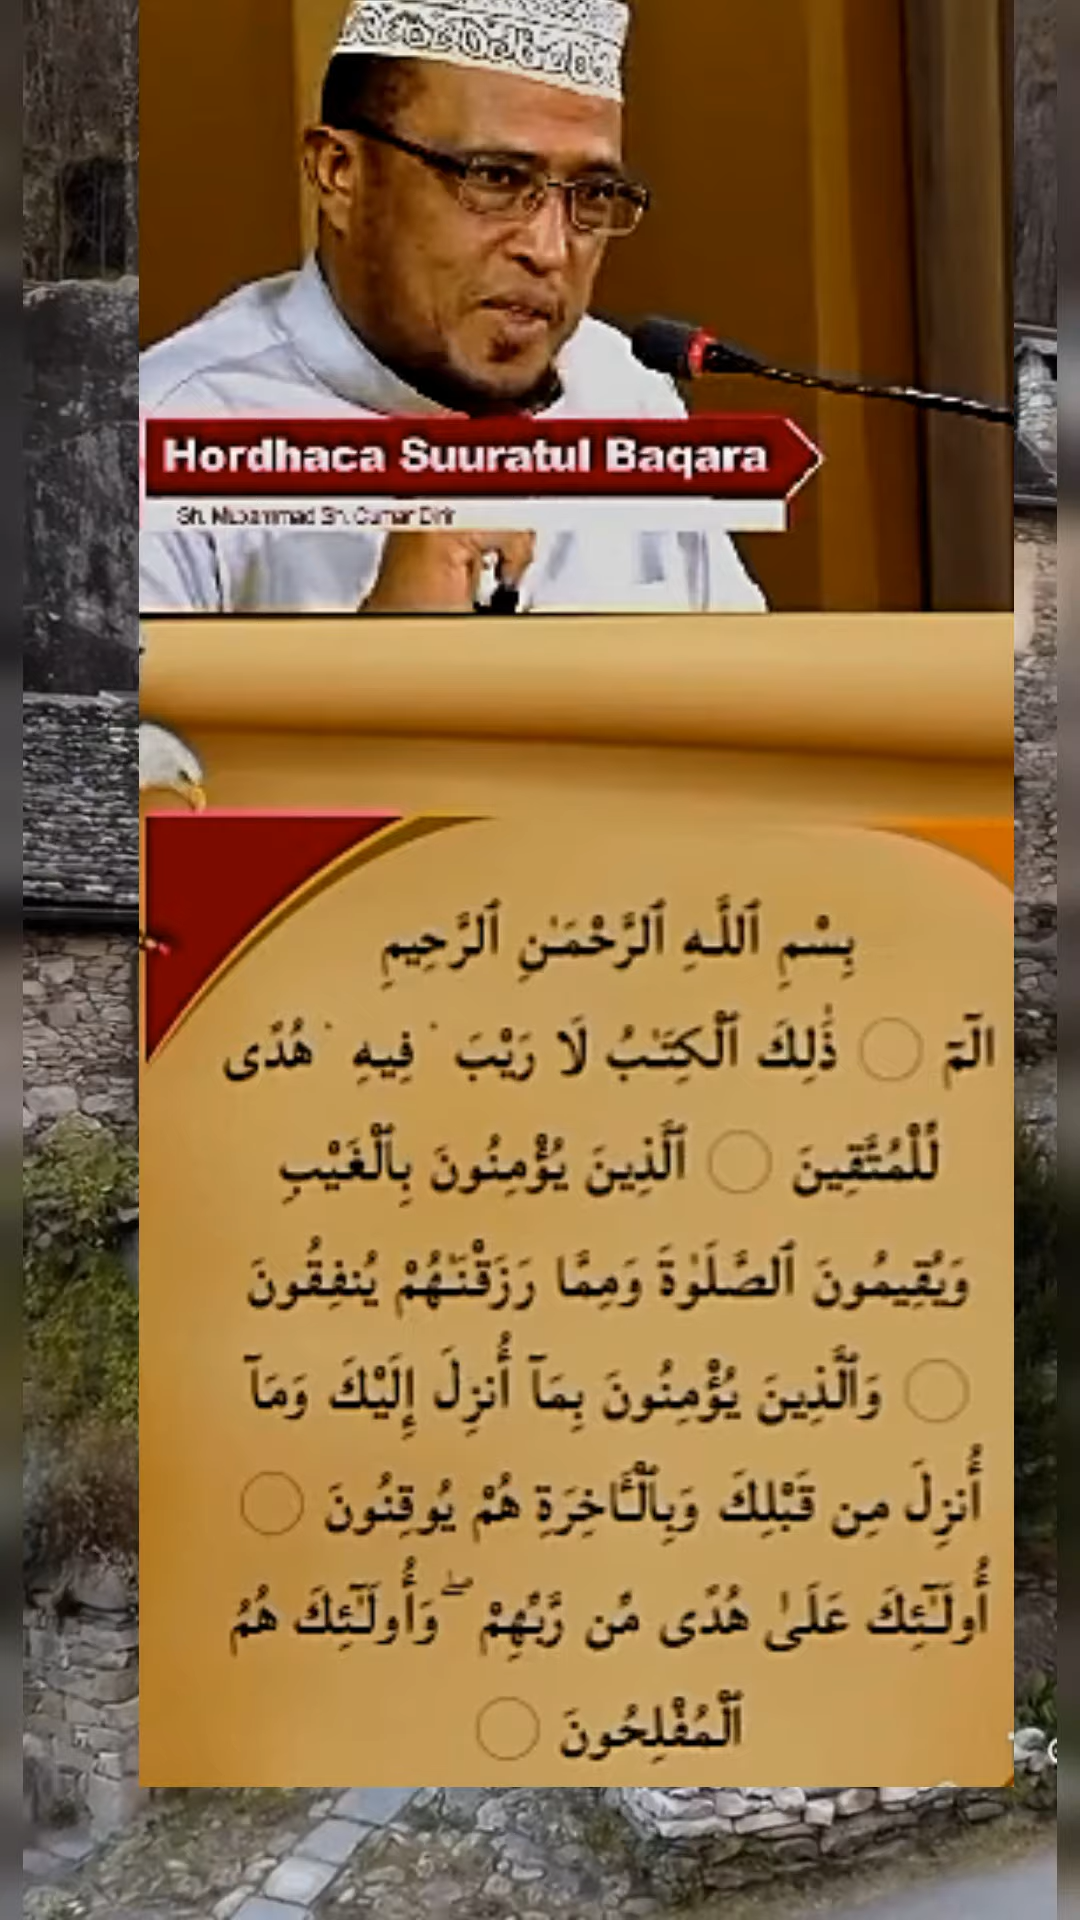 Hordhaca Suuratul Baqara
Sh. Muxammad Sh. Cumar Dirir
بِسْمِ ٱللَّهِ ٱلرَّحْمَـٰنِ ٱلرَّحِيمِ
الٓمٓ ۝ ذَٰلِكَ ٱلْكِتَـٰبُ لَا رَيْبَ ۛ فِيهِ ۛ هُدًى
لِّلْمُتَّقِينَ ۝ ٱلَّذِينَ يُؤْمِنُونَ بِٱلْغَيْبِ
وَيُقِيمُونَ ٱلصَّلَوٰةَ وَمِمَّا رَزَقْنَـٰهُمْ يُنفِقُونَ
۝ وَٱلَّذِينَ يُؤْمِنُونَ بِمَآ أُنزِلَ إِلَيْكَ وَمَآ
أُنزِلَ مِن قَبْلِكَ وَبِٱلْـَٔاخِرَةِ هُمْ يُوقِنُونَ ۝
أُو۟لَـٰٓئِكَ عَلَىٰ هُدًى مِّن رَّبِّهِمْ ۖ وَأُو۟لَـٰٓئِكَ هُمُ
ٱلْمُفْلِحُونَ ۝